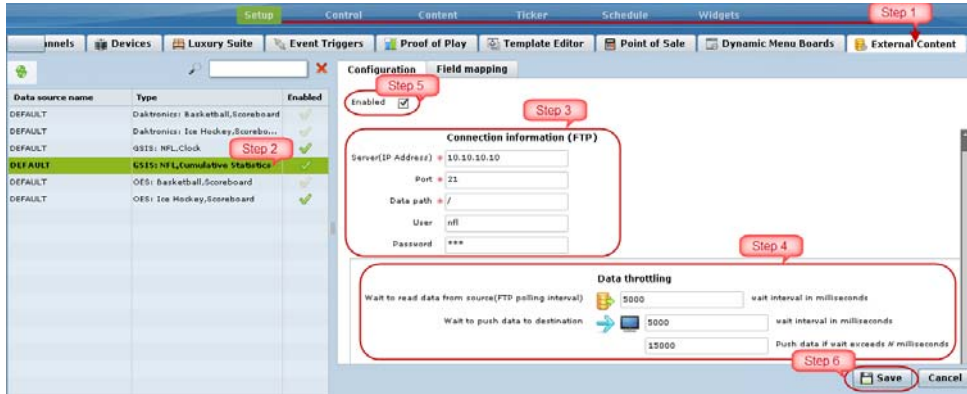 Setup Control Content Ticker Schedule Widgets
Step 1
nnels Devices Luxury Suite Event Triggers Proof of Play Template Editor Point of Sale Dynamic Menu Boards External Content
Configuration Field mapping
Step 5
Enabled
Data source name Type Enabled
DEFAULT Daktronics: Basketball,Scoreboard
DEFAULT Daktronics: Ice Hockey,Scorebo...
DEFAULT GSIS: NFL,Clock
Step 2
DEFAULT GSIS: NFL,Cumulative Statistics
DEFAULT OES: Basketball,Scoreboard
DEFAULT OES: Ice Hockey,Scoreboard
Step 3
Connection information (FTP)
Server(IP Address) * 10.10.10.10
Port * 21
Data path * /
User nfl
Password ***
Step 4
Data throttling
Wait to read data from source(FTP polling interval) 5000 wait interval in milliseconds
Wait to push data to destination 5000 wait interval in milliseconds
15000 Push data if wait exceeds N milliseconds
Step 6
Save Cancel